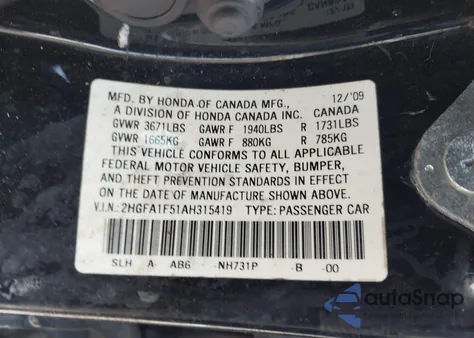 MFD. BY HONDA OF CANADA MFG., 12/'09
A DIVISION OF HONDA CANADA INC. CANADA
GVWR 3671LBS GAWR F 1940LBS R 1731LBS
GVWR 1665KG GAWR F 880KG R 785KG
THIS VEHICLE CONFORMS TO ALL APPLICABLE
FEDERAL MOTOR VEHICLE SAFETY, BUMPER,
AND THEFT PREVENTION STANDARDS IN EFFECT
ON THE DATE OF MANUFACTURE SHOWN ABOVE.
V.I.N.: 2HGFA1F51AH315419 TYPE: PASSENGER CAR
SLH A AB6 NH731P B 00
autoSnap